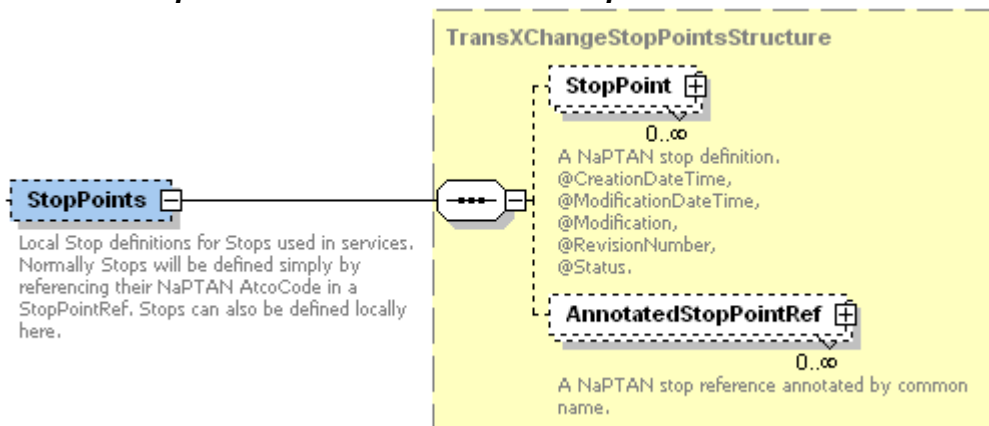 TransXChangeStopPointsStructure
StopPoint
0..∞
A NaPTAN stop definition.
@CreationDateTime,
@ModificationDateTime,
@Modification,
@RevisionNumber,
@Status.
StopPoints
Local Stop definitions for Stops used in services.
Normally Stops will be defined simply by
referencing their NaPTAN AtcoCode in a
StopPointRef. Stops can also be defined locally
here.
AnnotatedStopPointRef
0..∞
A NaPTAN stop reference annotated by common
name.